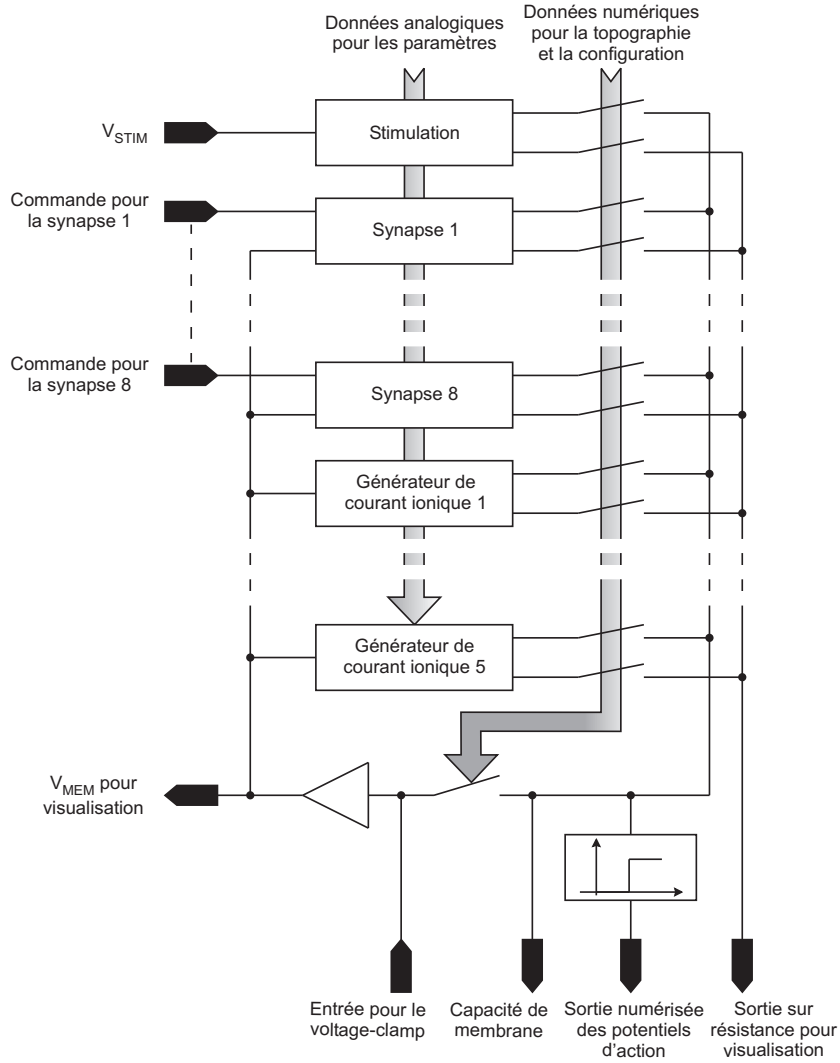 Données analogiques
pour les paramètres
Données numériques
pour la topographie
et la configuration
VSTIM
Stimulation
Commande pour
la synapse 1
Synapse 1
Commande pour
la synapse 8
Synapse 8
Générateur de
courant ionique 1
Générateur de
courant ionique 5
VMEM pour
visualisation
Entrée pour le
voltage-clamp
Capacité de
membrane
Sortie numérisée
des potentiels
d'action
Sortie sur
résistance pour
visualisation